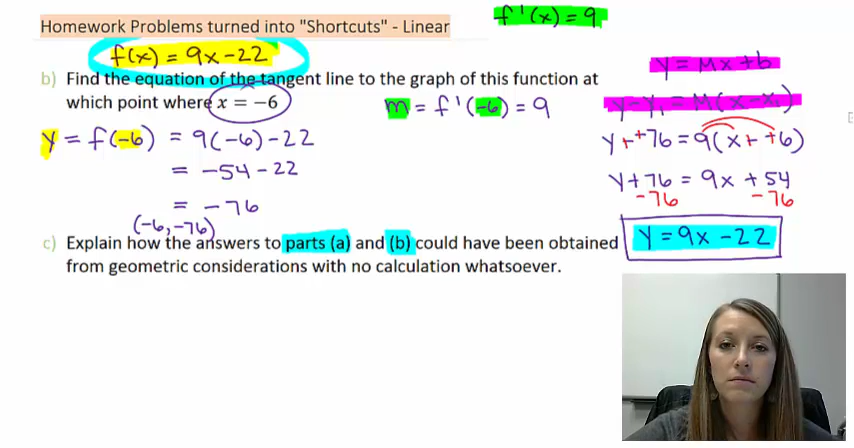 Homework Problems turned into "Shortcuts" - Linear
f'(x) = 9
f(x) = 9x-22
b) Find the equation of the tangent line to the graph of this function at
which point where x = −6
m = f'(-6) = 9
y = f(-6) = 9(-6) - 22
= -54 - 22
= -76
(-6, -76)
y = mx + b
y - y₁ = m(x - x₁)
y + +76 = 9(x + +6)
y + 76 = 9x + 54
-76 -76
y = 9x - 22
c) Explain how the answers to parts (a) and (b) could have been obtained
from geometric considerations with no calculation whatsoever.